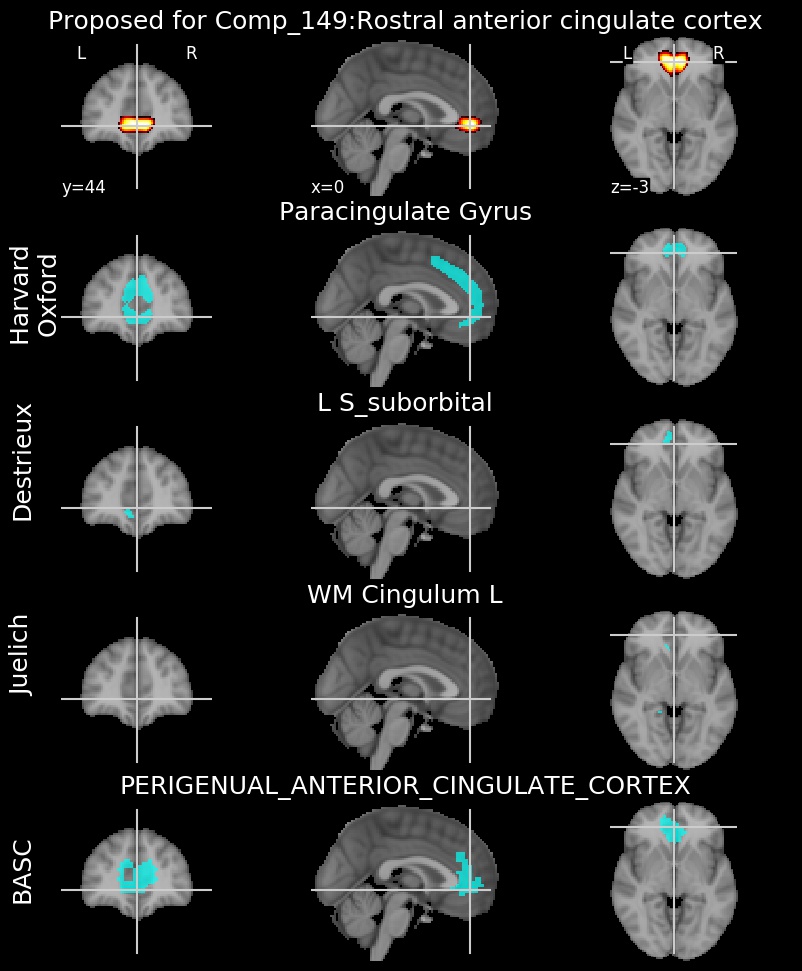 Proposed for Comp_149:Rostral anterior cingulate cortex
L R
L R
y=44
x=0
z=-3
Paracingulate Gyrus
Harvard
Oxford
L S_suborbital
Destrieux
WM Cingulum L
Juelich
PERIGENUAL_ANTERIOR_CINGULATE_CORTEX
BASC